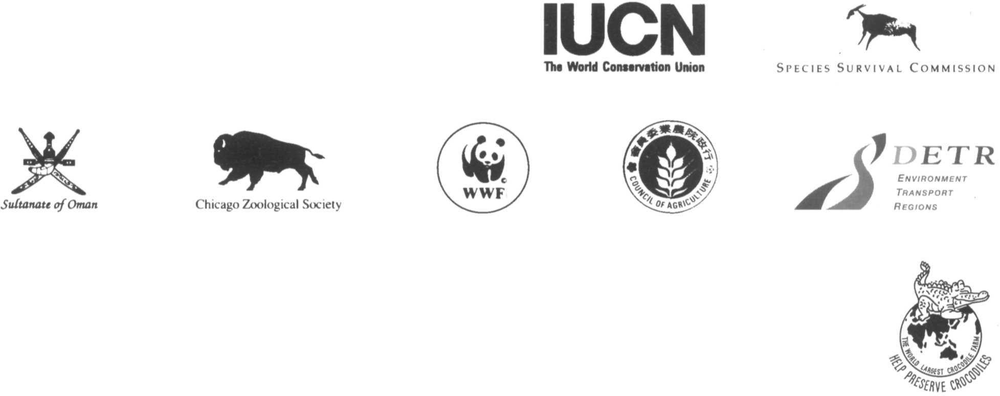 IUCN
The World Conservation Union
SPECIES SURVIVAL COMMISSION
Sultanate of Oman
Chicago Zoological Society
WWF
會員委業農院政行
COUNCIL OF AGRICULTURE
DETR
ENVIRONMENT
TRANSPORT
REGIONS
THE WORLD LARGEST CROCODILE FARM
HELP PRESERVE CROCODILES